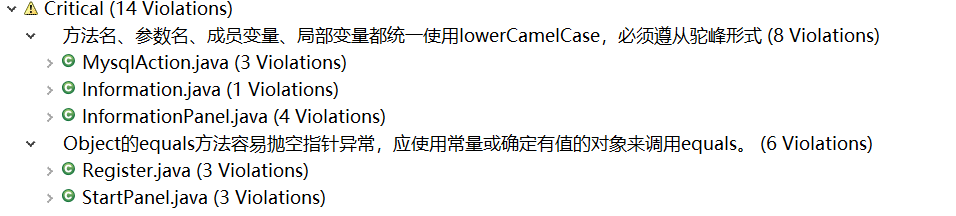 Critical (14 Violations)
方法名、参数名、成员变量、局部变量都统一使用lowerCamelCase，必须遵从驼峰形式 (8 Violations)
MysqlAction.java (3 Violations)
Information.java (1 Violations)
InformationPanel.java (4 Violations)
Object的equals方法容易抛空指针异常，应使用常量或确定有值的对象来调用equals。 (6 Violations)
Register.java (3 Violations)
StartPanel.java (3 Violations)